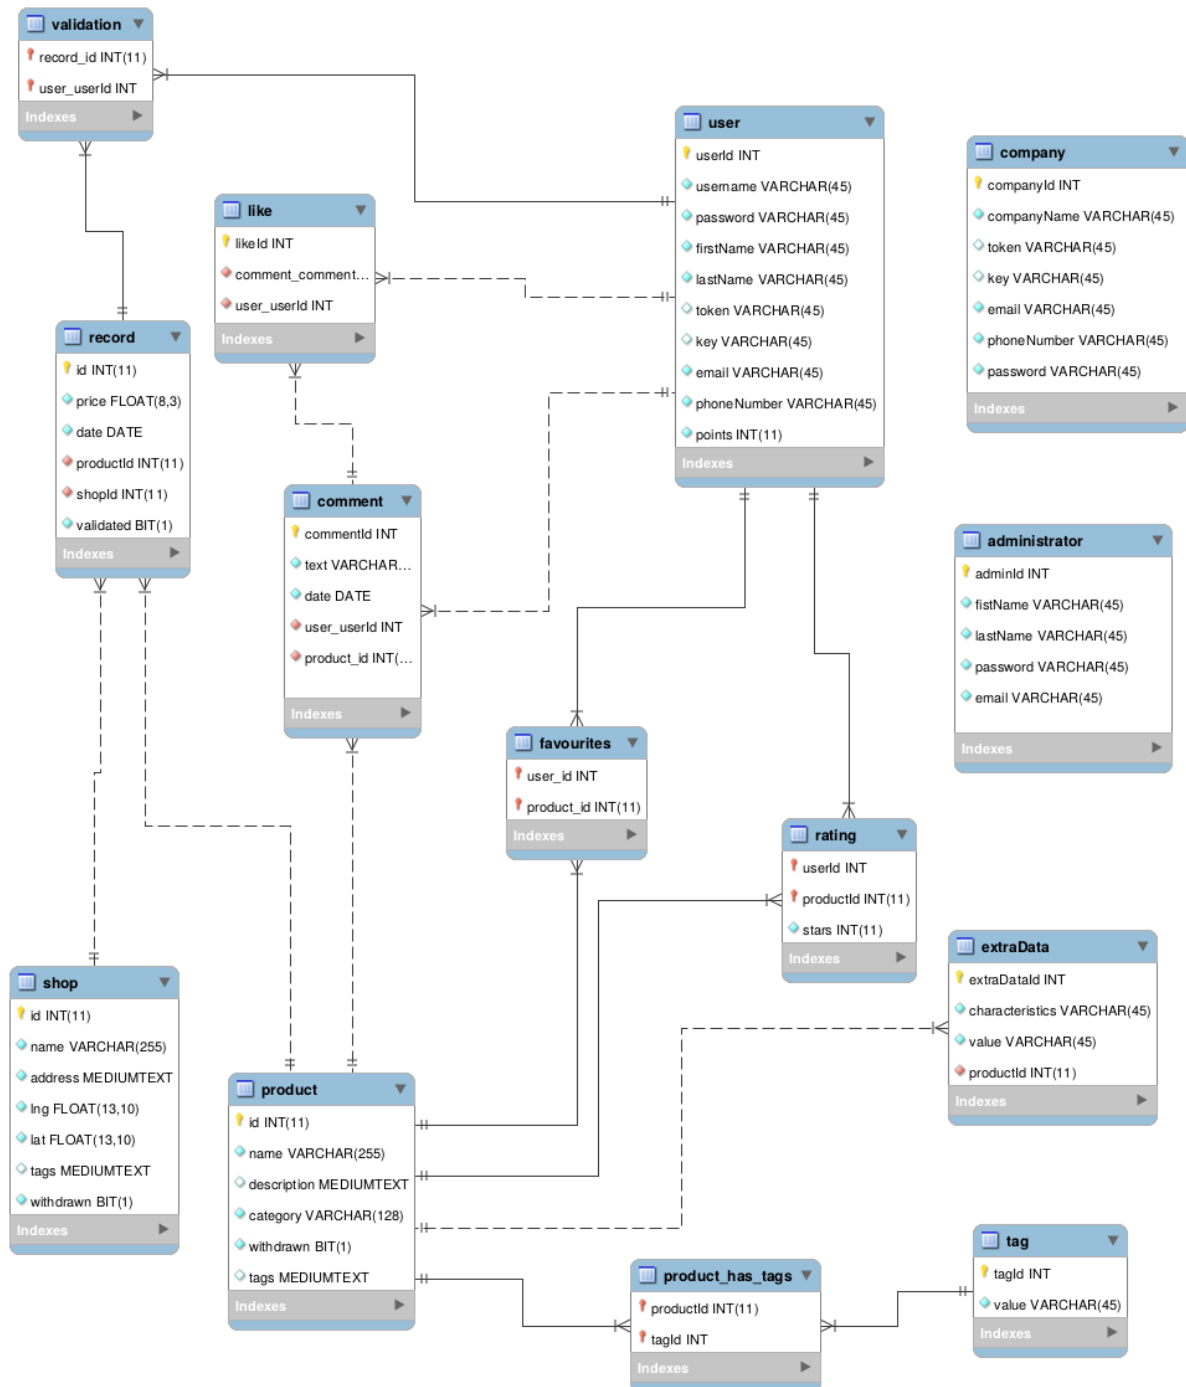 validation
record_id INT(11)
user_userId INT
Indexes
user
userId INT
username VARCHAR(45)
password VARCHAR(45)
firstName VARCHAR(45)
lastName VARCHAR(45)
token VARCHAR(45)
key VARCHAR(45)
email VARCHAR(45)
phoneNumber VARCHAR(45)
points INT(11)
Indexes
company
companyId INT
companyName VARCHAR(45)
token VARCHAR(45)
key VARCHAR(45)
email VARCHAR(45)
phoneNumber VARCHAR(45)
password VARCHAR(45)
Indexes
like
likeId INT
comment_comment...
user_userId INT
Indexes
record
id INT(11)
price FLOAT(8,3)
date DATE
productId INT(11)
shopId INT(11)
validated BIT(1)
Indexes
comment
commentId INT
text VARCHAR...
date DATE
user_userId INT
product_id INT(...
Indexes
administrator
adminId INT
fistName VARCHAR(45)
lastName VARCHAR(45)
password VARCHAR(45)
email VARCHAR(45)
Indexes
favourites
user_id INT
product_id INT(11)
Indexes
rating
userId INT
productId INT(11)
stars INT(11)
Indexes
extraData
extraDataId INT
characteristics VARCHAR(45)
value VARCHAR(45)
productId INT(11)
Indexes
shop
id INT(11)
name VARCHAR(255)
address MEDIUMTEXT
lng FLOAT(13,10)
lat FLOAT(13,10)
tags MEDIUMTEXT
withdrawn BIT(1)
Indexes
product
id INT(11)
name VARCHAR(255)
description MEDIUMTEXT
category VARCHAR(128)
withdrawn BIT(1)
tags MEDIUMTEXT
Indexes
product_has_tags
productId INT(11)
tagId INT
Indexes
tag
tagId INT
value VARCHAR(45)
Indexes